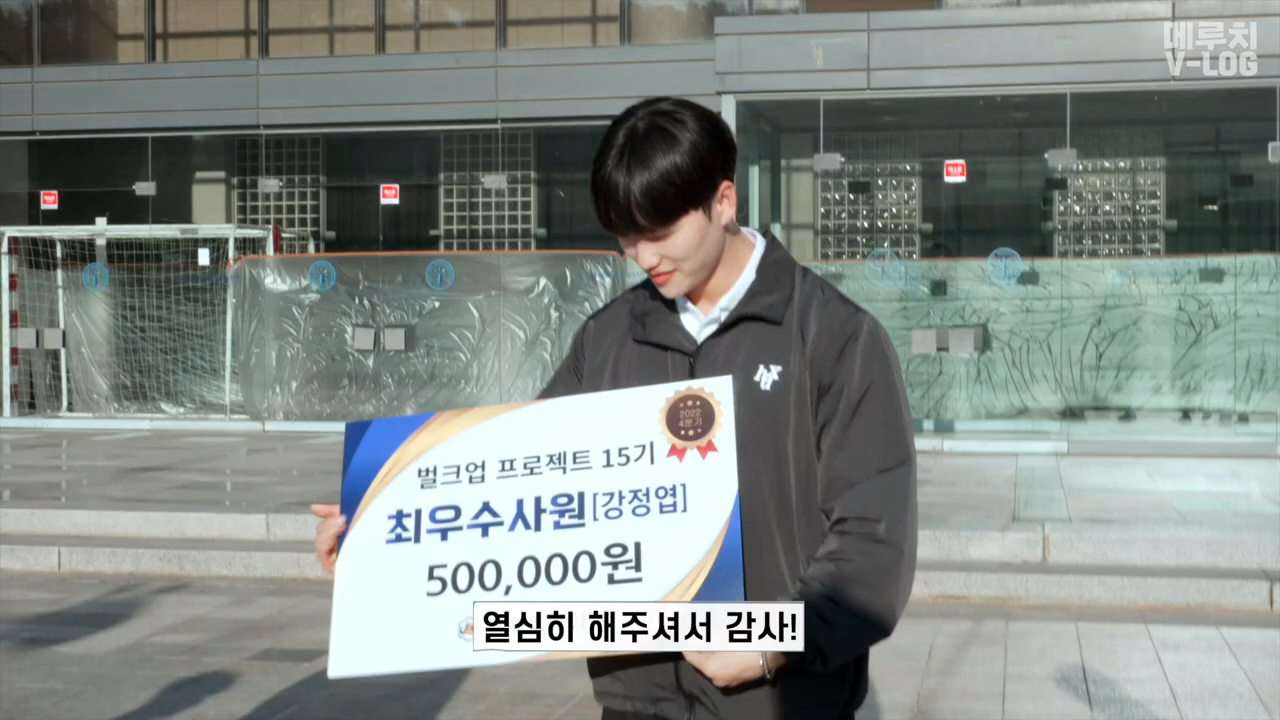 메루치
V-LOG
2022
4분기
벌크업 프로젝트 15기
최우수사원[강정엽]
500,000원
열심히 해주셔서 감사!